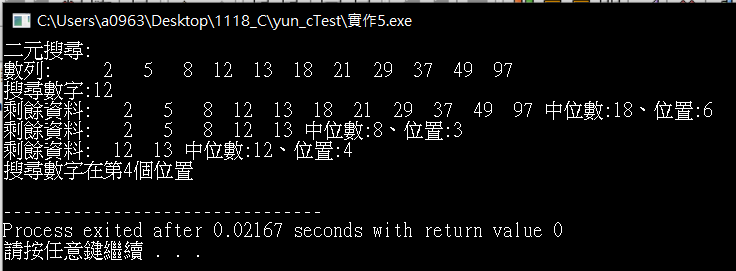 C:\Users\a0963\Desktop\1118_C\yun_cTest\實作5.exe
二元搜尋:
數列:     2   5   8  12  13  18  21  29  37  49  97
搜尋數字:12
剩餘資料:   2   5   8  12  13  18  21  29  37  49  97 中位數:18、位置:6
剩餘資料:   2   5   8  12  13 中位數:8、位置:3
剩餘資料:  12  13 中位數:12、位置:4
搜尋數字在第4個位置
--------------------------------
Process exited after 0.02167 seconds with return value 0
請按任意鍵繼續 . . .